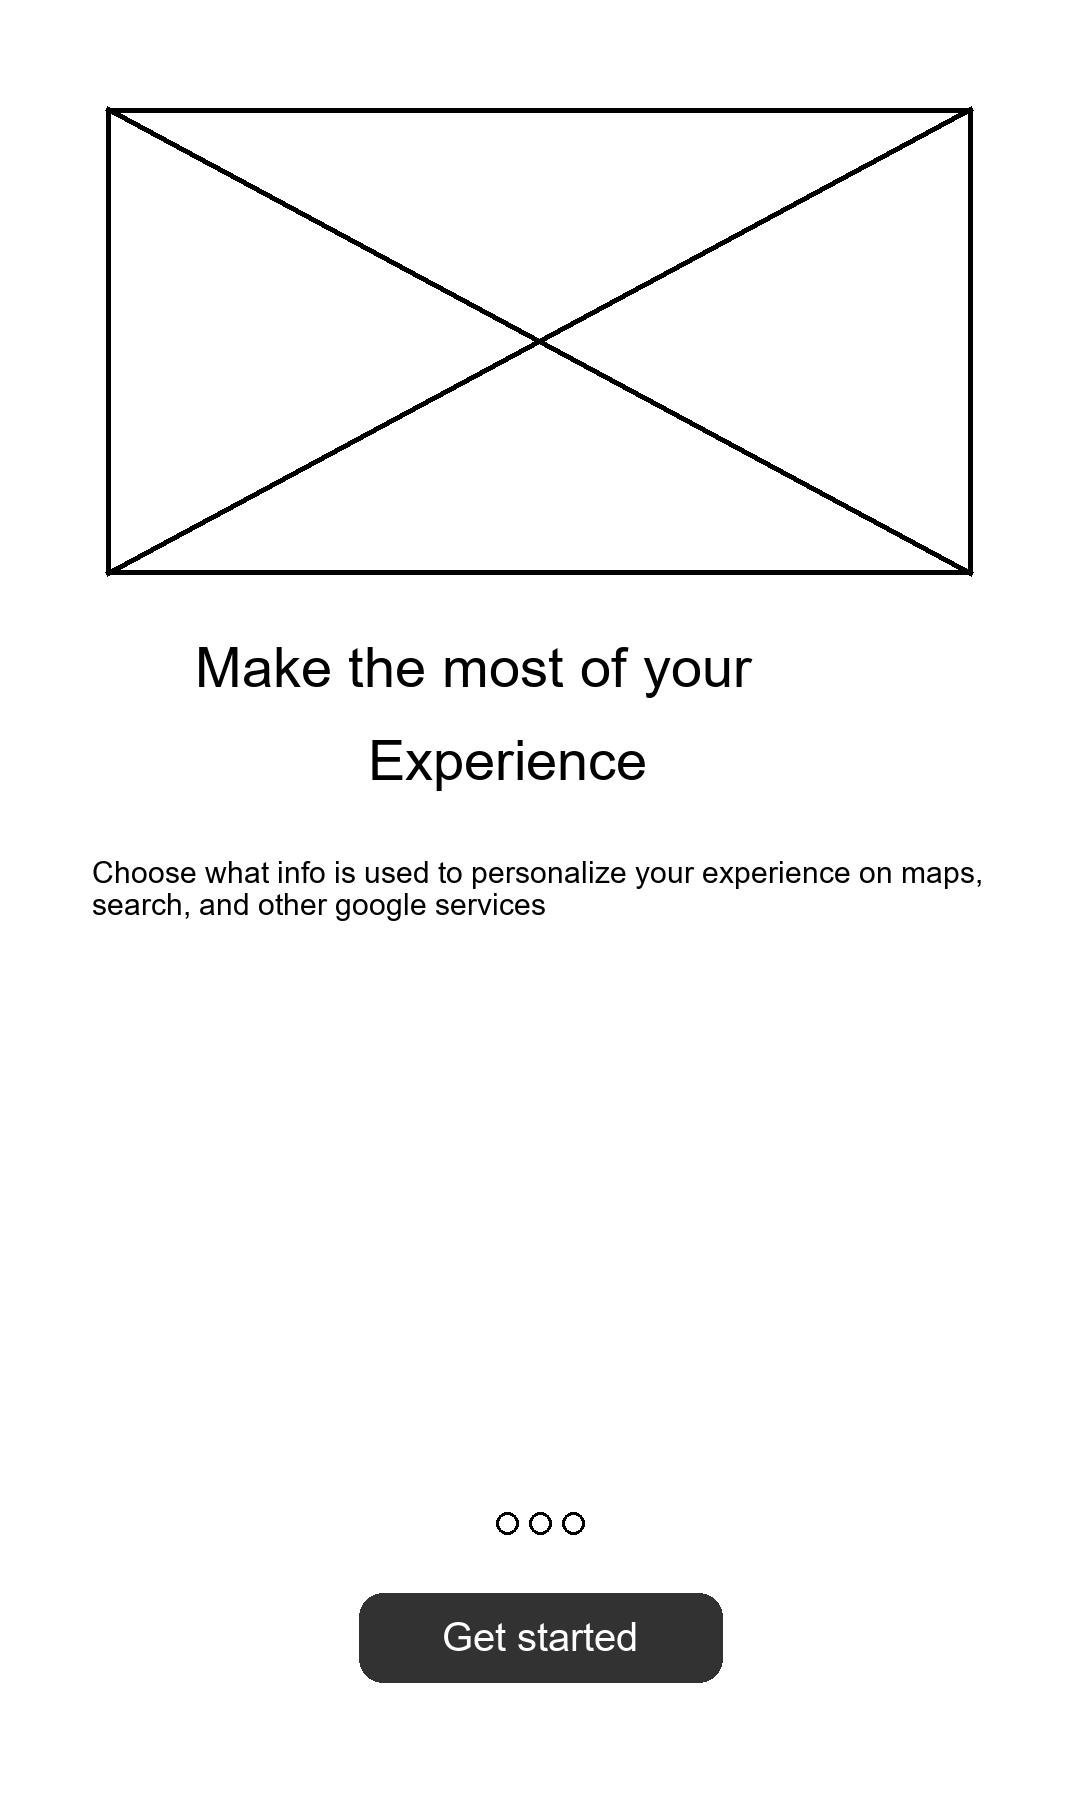 Make the most of your
Experience
Choose what info is used to personalize your experience on maps,
search, and other google services
Get started